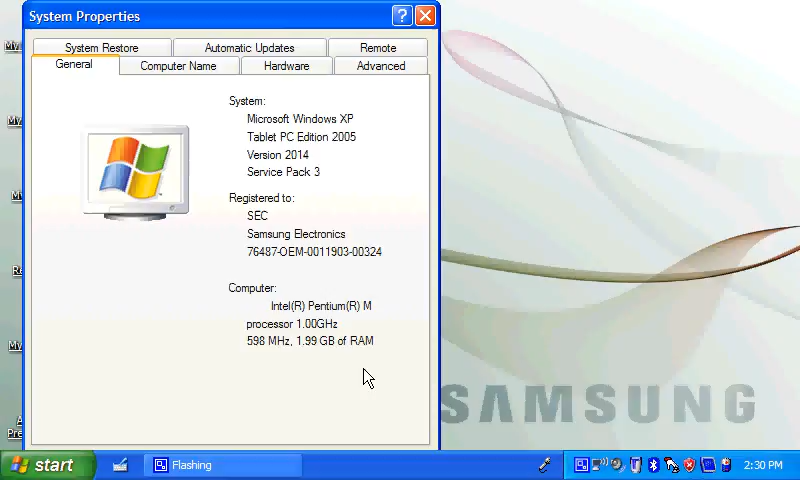 System Properties
System Restore
Automatic Updates
Remote
General
Computer Name
Hardware
Advanced
System:
Microsoft Windows XP
Tablet PC Edition 2005
Version 2014
Service Pack 3
Registered to:
SEC
Samsung Electronics
76487-OEM-0011903-00324
Computer:
Intel(R) Pentium(R) M
processor 1.00GHz
598 MHz, 1.99 GB of RAM
SAMSUNG
start
Flashing
2:30 PM